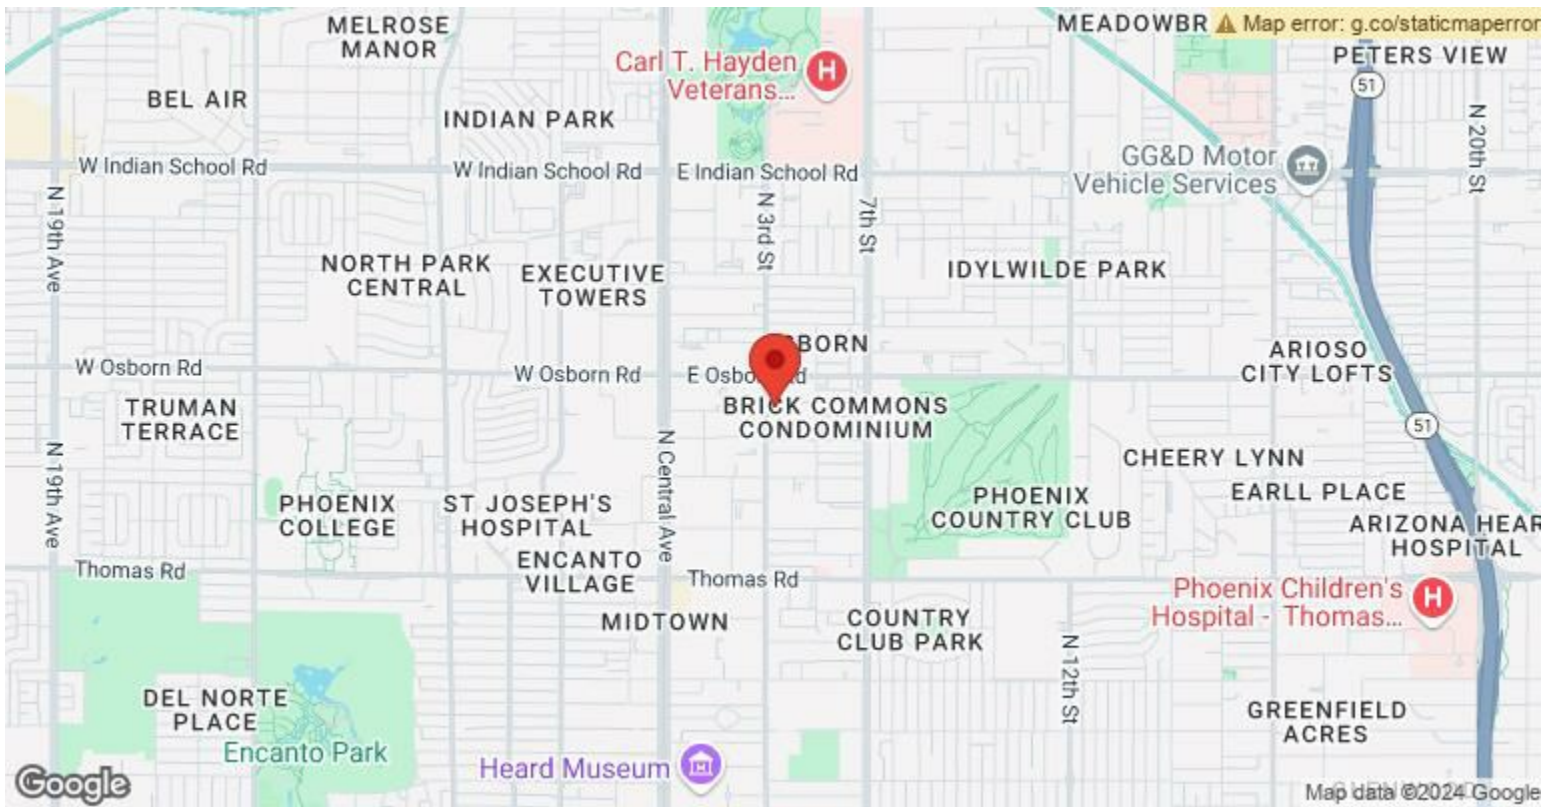 MELROSE
MANOR
MEADOWBR
Map error: g.co/staticmaperror
PETERS VIEW
Carl T. Hayden
Veterans...
H
51
BEL AIR
INDIAN PARK
N 20th St
W Indian School Rd
W Indian School Rd
E Indian School Rd
GG&D Motor
Vehicle Services
N 19th Ave
N 3rd St
7th St
NORTH PARK
CENTRAL
EXECUTIVE
TOWERS
IDYLWILDE PARK
BORN
W Osborn Rd
W Osborn Rd
E Osborn Rd
ARIOSO
CITY LOFTS
TRUMAN
TERRACE
BRICK COMMONS
CONDOMINIUM
51
N 19th Ave
N Central Ave
CHEERY LYNN
EARLL PLACE
PHOENIX
COLLEGE
ST JOSEPH'S
HOSPITAL
PHOENIX
COUNTRY CLUB
ARIZONA HEAR
HOSPITAL
ENCANTO
VILLAGE
Thomas Rd
Thomas Rd
Phoenix Children's
Hospital - Thomas...
H
MIDTOWN
COUNTRY
CLUB PARK
N 12th St
DEL NORTE
PLACE
GREENFIELD
ACRES
Encanto Park
Heard Museum
Google
Map data ©2024 Google